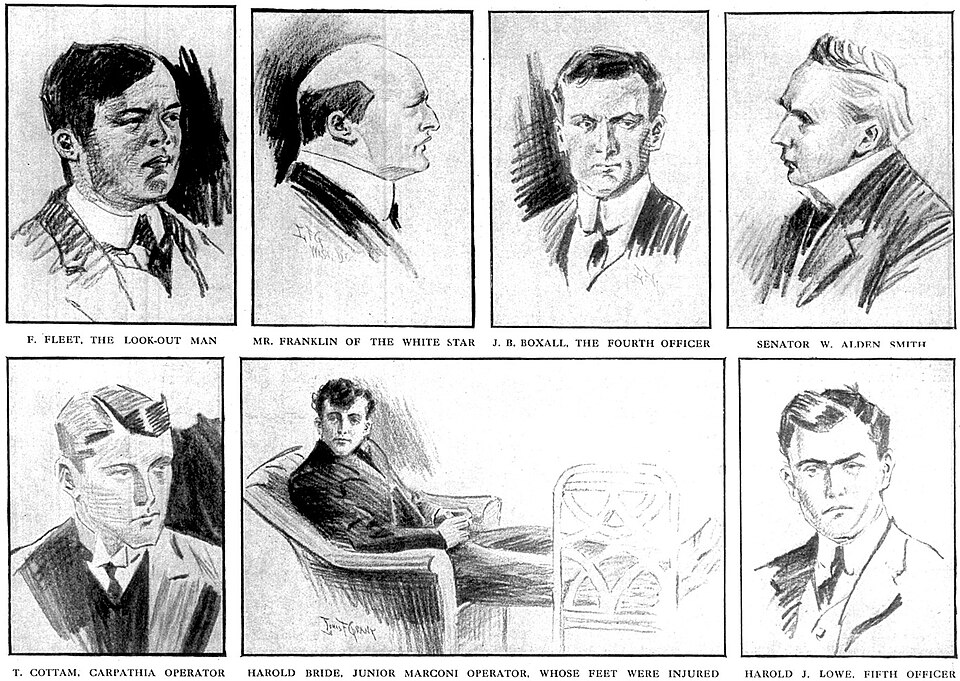 F. FLEET, THE LOOK-OUT MAN
MR. FRANKLIN OF THE WHITE STAR
J. B. BOXALL, THE FOURTH OFFICER
SENATOR W. ALDEN SMITH
T. COTTAM, CARPATHIA OPERATOR
HAROLD BRIDE, JUNIOR MARCONI OPERATOR, WHOSE FEET WERE INJURED
HAROLD J. LOWE, FIFTH OFFICER